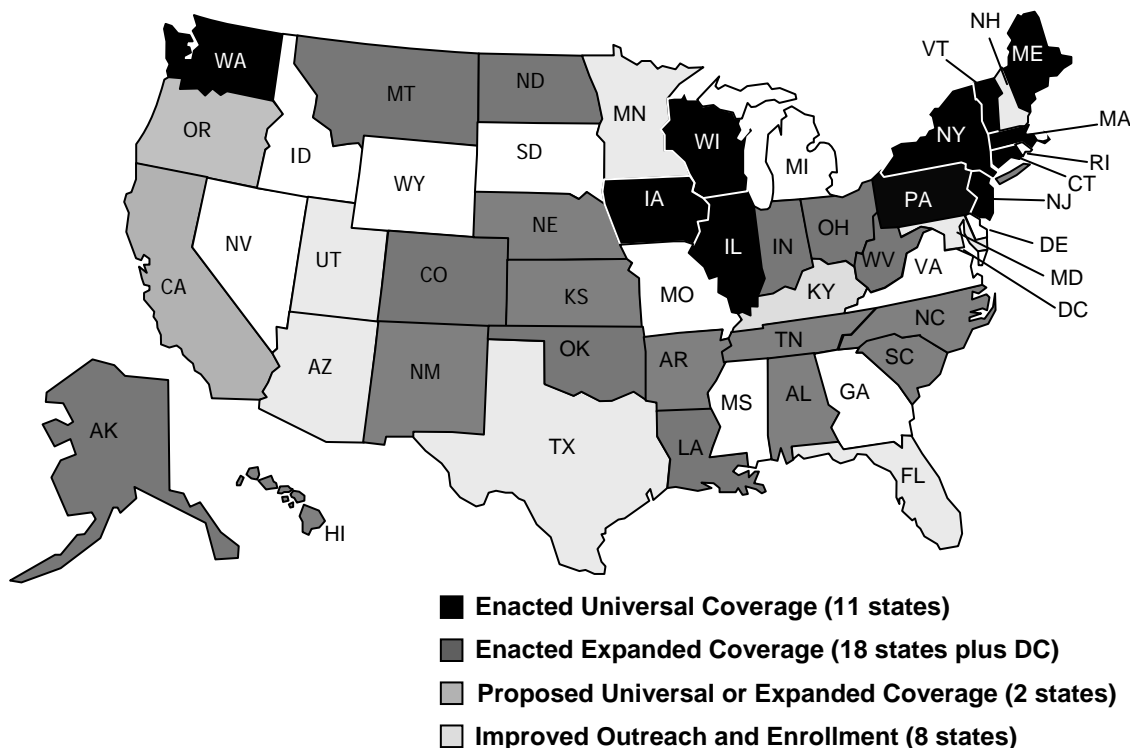 NH
WA
VT
ME
MT
ND
MN
OR
NY
MA
ID
SD
WI
MI
RI
WY
CT
IA
PA
NJ
NE
OH
NV
IL
IN
DE
UT
CO
WV
VA
CA
KS
MO
KY
MD
DC
NC
TN
OK
AZ
NM
AR
SC
MS
AL
GA
AK
TX
LA
FL
HI
Enacted Universal Coverage (11 states)
Enacted Expanded Coverage (18 states plus DC)
Proposed Universal or Expanded Coverage (2 states)
Improved Outreach and Enrollment (8 states)